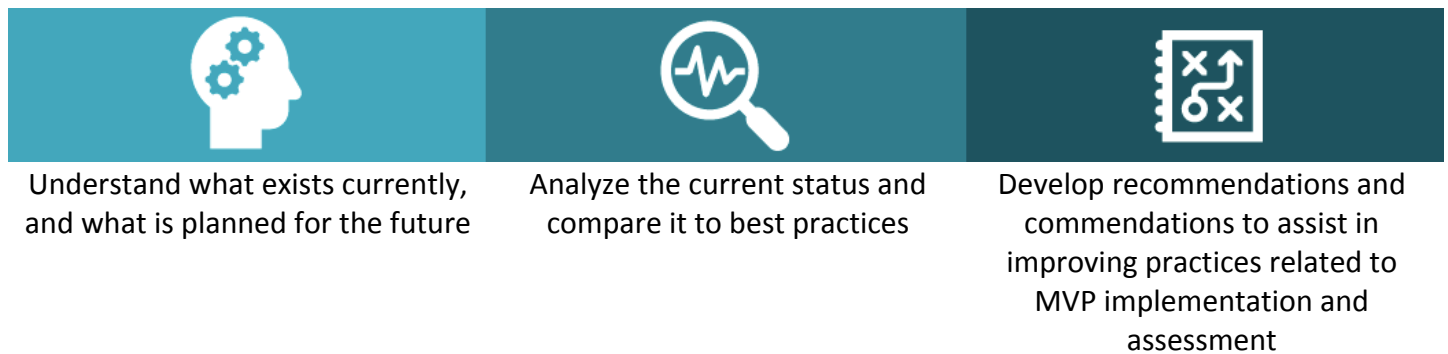 Understand what exists currently,
and what is planned for the future
Analyze the current status and
compare it to best practices
Develop recommendations and
commendations to assist in
improving practices related to
MVP implementation and
assessment